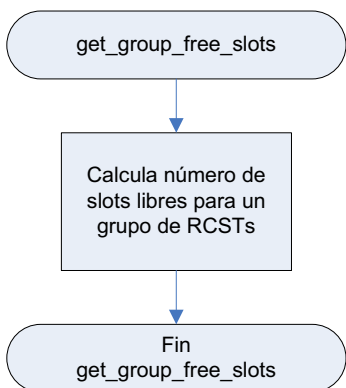 get_group_free_slots
Calcula número de
slots libres para un
grupo de RCSTs
Fin
get_group_free_slots